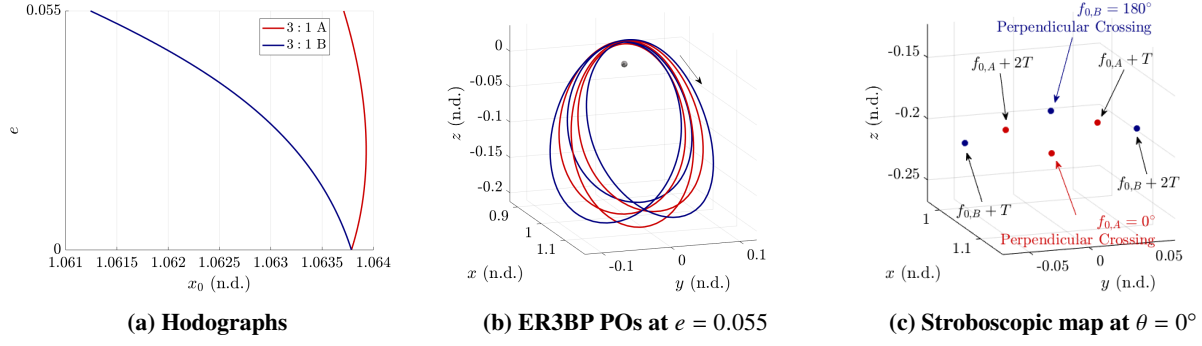 0.055
3 : 1 A
3 : 1 B
e
0
1.061 1.0615 1.062 1.0625 1.063 1.0635 1.064
x₀ (n.d.)
(a) Hodographs
0
-0.05
-0.1
-0.15
-0.2
z (n.d.)
0.9
1
1.1
x (n.d.)
-0.1 0 0.1
y (n.d.)
(b) ER3BP POs at e = 0.055
f₀,B = 180°
Perpendicular Crossing
-0.15
-0.2
-0.25
z (n.d.)
f₀,A + 2T
f₀,A + T
f₀,B + T
f₀,B + 2T
f₀,A = 0°
Perpendicular Crossing
1
1.1
x (n.d.)
-0.05 0 0.05
y (n.d.)
(c) Stroboscopic map at θ = 0°